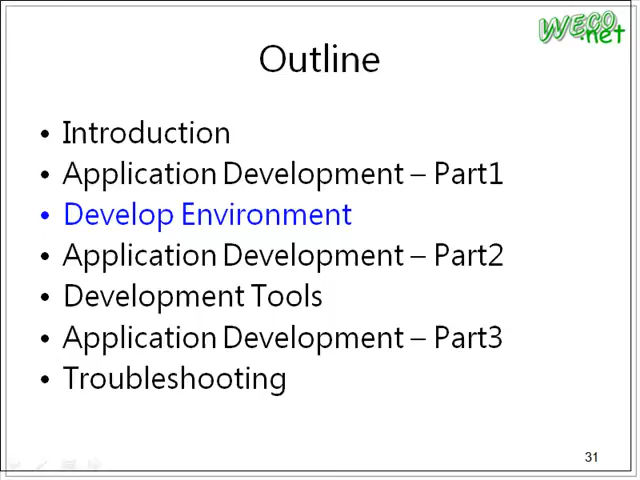 WECO
.net
Outline
• Introduction
• Application Development – Part1
• Develop Environment
• Application Development – Part2
• Development Tools
• Application Development – Part3
• Troubleshooting
31